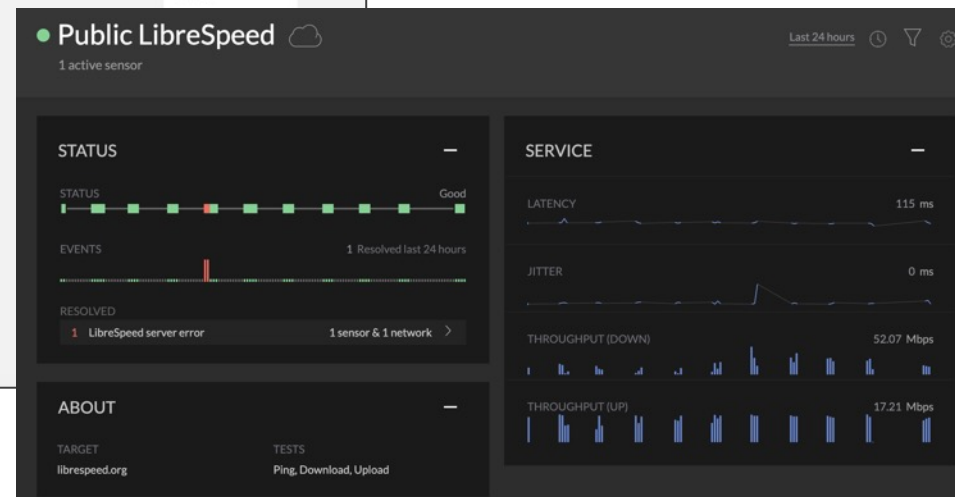 Public LibreSpeed
1 active sensor
Last 24 hours
STATUS
STATUS
Good
EVENTS
1 Resolved last 24 hours
RESOLVED
1 LibreSpeed server error
1 sensor & 1 network
ABOUT
TARGET
TESTS
librespeed.org
Ping, Download, Upload
SERVICE
LATENCY
115 ms
JITTER
0 ms
THROUGHPUT (DOWN)
52.07 Mbps
THROUGHPUT (UP)
17.21 Mbps